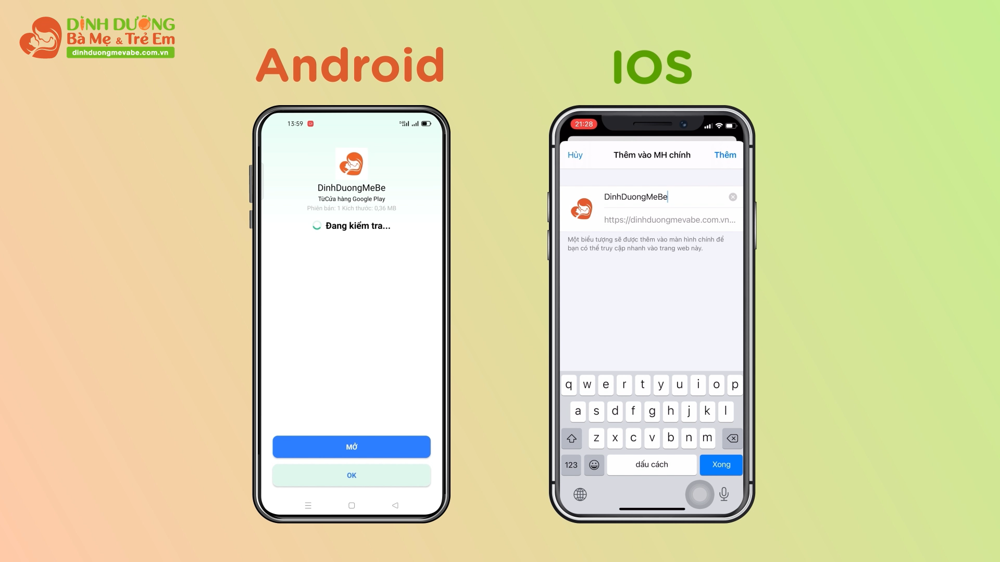 DINH DƯỠNG
Bà Mẹ & Trẻ Em
dinhduongmevabe.com.vn
Android
13:59
DinhDuongMeBe
TừCửa hàng Google Play
Phiên bản: 1 Kích thước: 0,36 MB
Đang kiểm tra...
MỞ
OK
IOS
21:28
Hủy
Thêm vào MH chính
Thêm
DinhDuongMeBe
https://dinhduongmevabe.com.vn...
Một biểu tượng sẽ được thêm vào màn hình chính để
bạn có thể truy cập nhanh vào trang web này.
q w e r t y u i o p
a s d f g h j k l
z x c v b n m
123
dấu cách
Xong